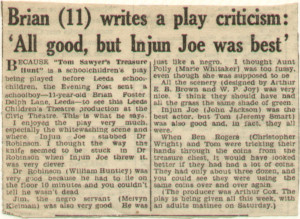 Brian (11) writes a play criticism:
'All good, but Injun Joe was best'
BECAUSE "Tom Sawyer's Treasure
Hunt" is a schoolchildren's play
being played before Leeds school-
children, the Evening Post sent a
schoolboy—11-year-old Brian Foster
Delph Lane, Leeds—to see this Leeds
Children's Theatre production at the
Civic Theatre. This is what he says.
I enjoyed the play very much,
especially the whitewashing scene and
when Injun Joe stabbed Dr
Robinson. I thought the way the
knife seemed to be stuck in Dr
Robinson when Injun Joe threw it
was very clever
Dr Robinson (William Huntley) was
very good because he had to lie on
the floor 10 minutes and you couldn't
tell he wasn't dead.
Jim, the negro servant (Mervyn
Kleiman) was also very good. He was
just like a negro. I thought Aunt
Polly (Marie Whitaker) was too funny,
even though she was supposed to be
All the scenery (designed by Arthur
E. B. Brown and W. P. Joy) was very
nice. I think they should have had
all the grass the same shade of green.
Injun Joe (Jon Jackson) was the
best actor, but Tom (Jeremy Smart)
was also good and, in fact, they all
were.
When Ben Rogers (Christopher
Wright) and Tom were trickling their
hands through the coins from the
treasure chest, it would have looked
better if they had had a lot of coins.
They had only about three dozen, and
you could see they were using the
same coins over and over again.
(The producer was Arthur Cox. The
play is being given all this week, with
an adults matinee on Saturday.)